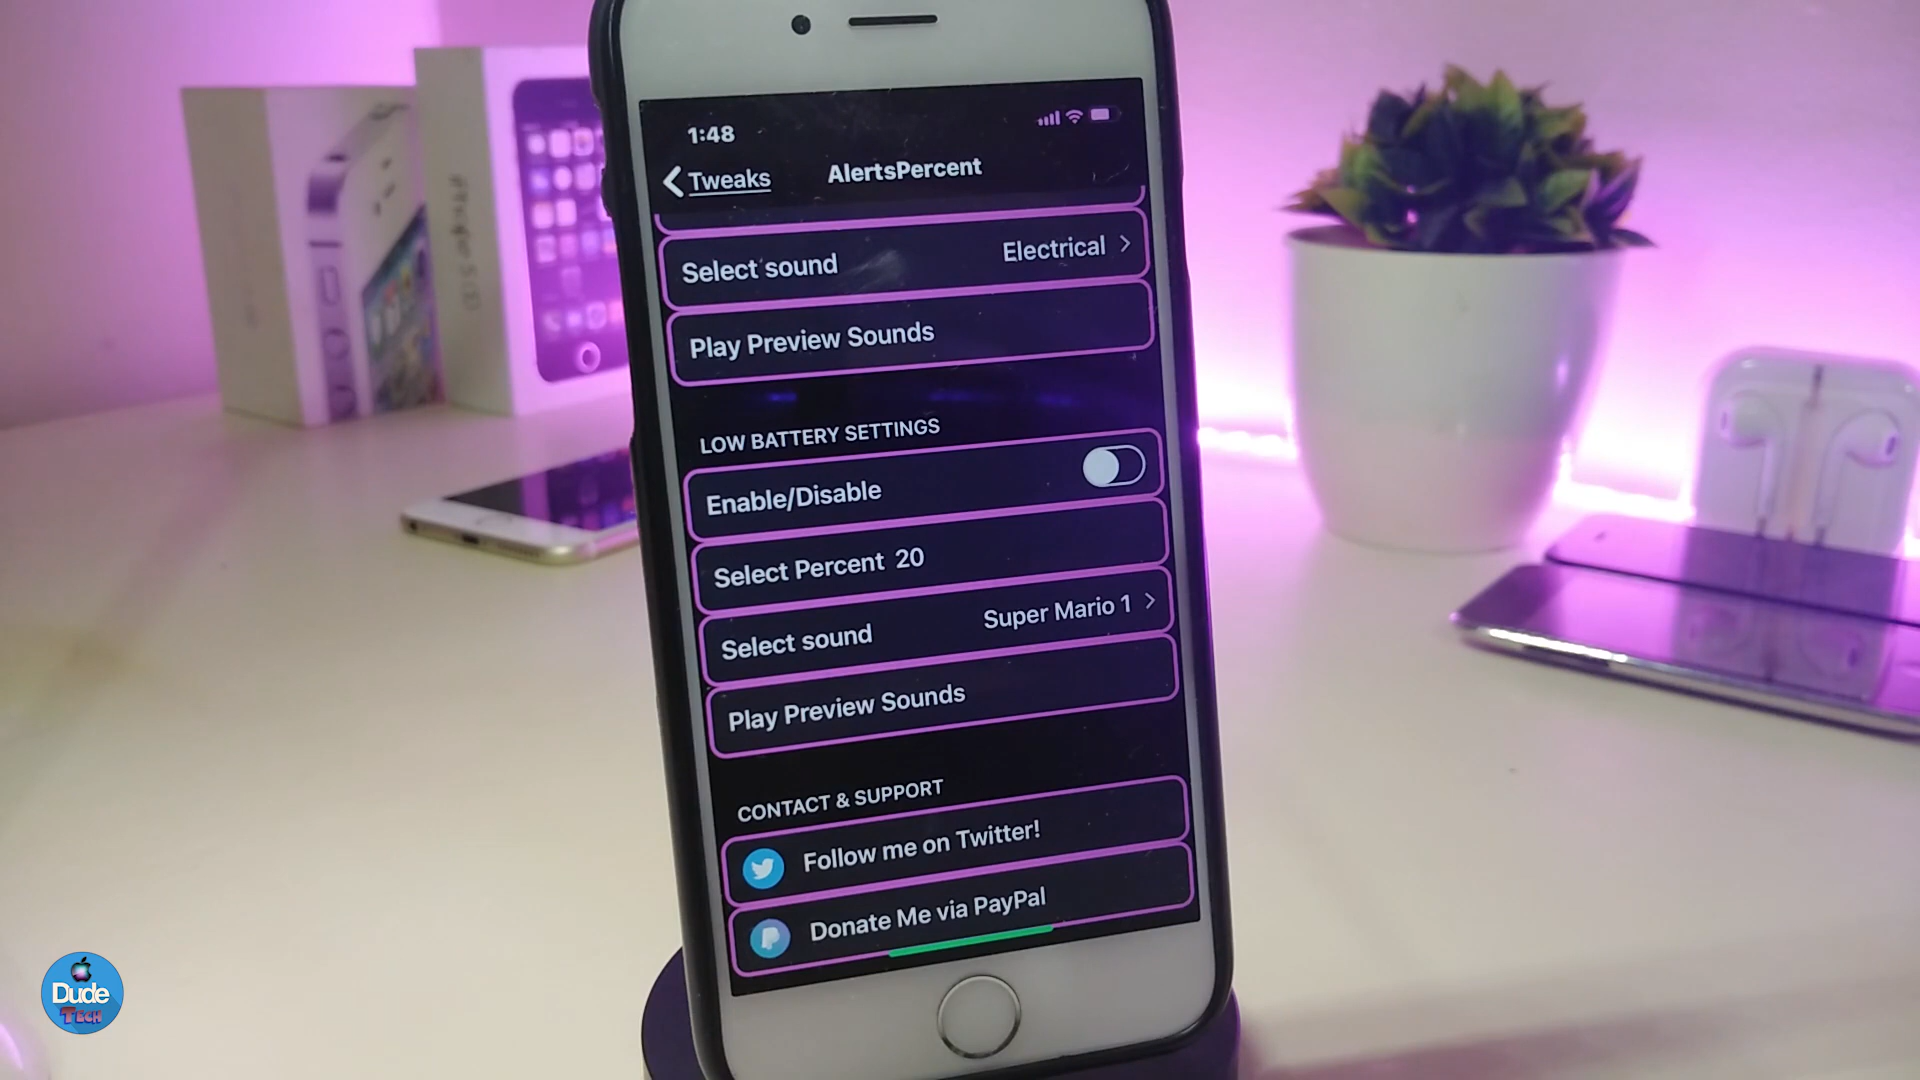 1:48
Tweaks
AlertsPercent
Select sound
Electrical
Play Preview Sounds
LOW BATTERY SETTINGS
Enable/Disable
Select Percent 20
Select sound
Super Mario 1
Play Preview Sounds
CONTACT & SUPPORT
Follow me on Twitter!
Donate Me via PayPal
Dude
TECH